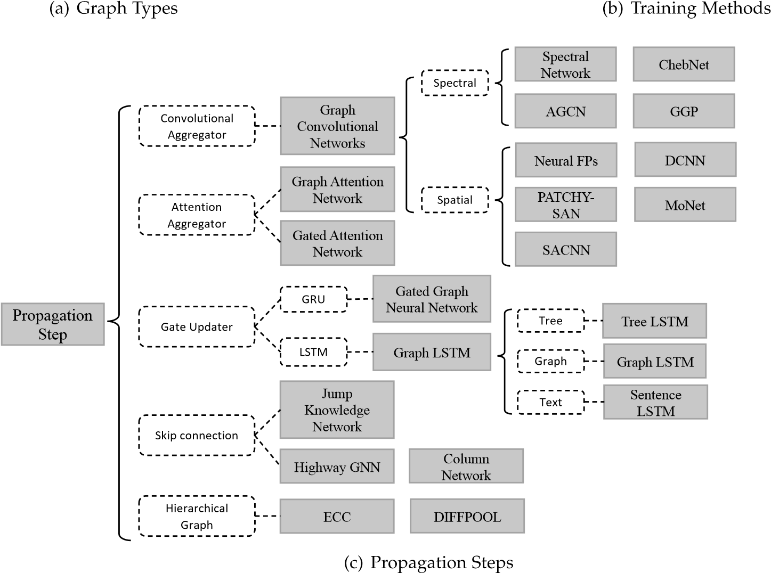 (a) Graph Types
(b) Training Methods
Propagation
Step
Convolutional
Aggregator
Graph
Convolutional
Networks
Spectral
Spectral
Network
ChebNet
AGCN
GGP
Spatial
Neural FPs
DCNN
PATCHY-
SAN
MoNet
SACNN
Attention
Aggregator
Graph Attention
Network
Gated Attention
Network
Gate Updater
GRU
Gated Graph
Neural Network
LSTM
Graph LSTM
Tree
Tree LSTM
Graph
Graph LSTM
Text
Sentence
LSTM
Skip connection
Jump
Knowledge
Network
Highway GNN
Column
Network
Hierarchical
Graph
ECC
DIFFPOOL
(c) Propagation Steps